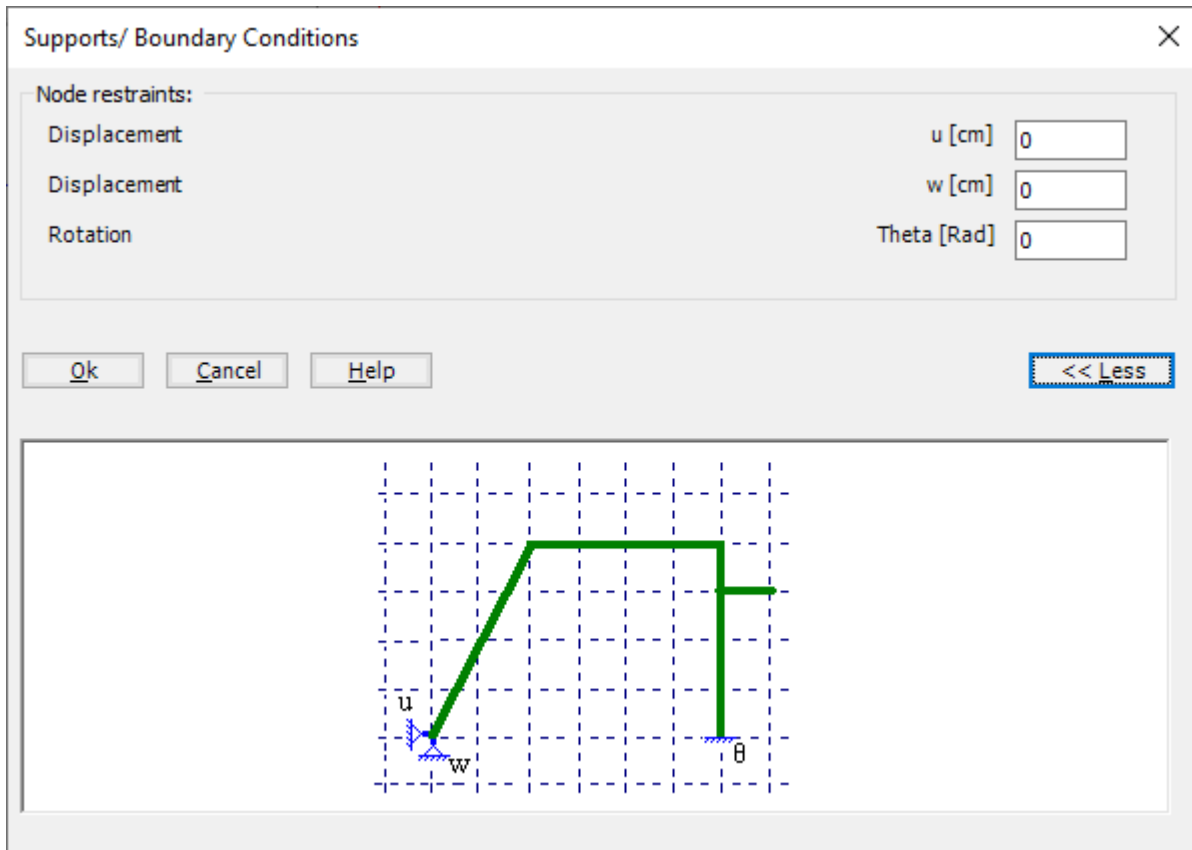 Supports/ Boundary Conditions
Node restraints:
Displacement u [cm] 0
Displacement w [cm] 0
Rotation Theta [Rad] 0
Ok Cancel Help << Less
u
w θ